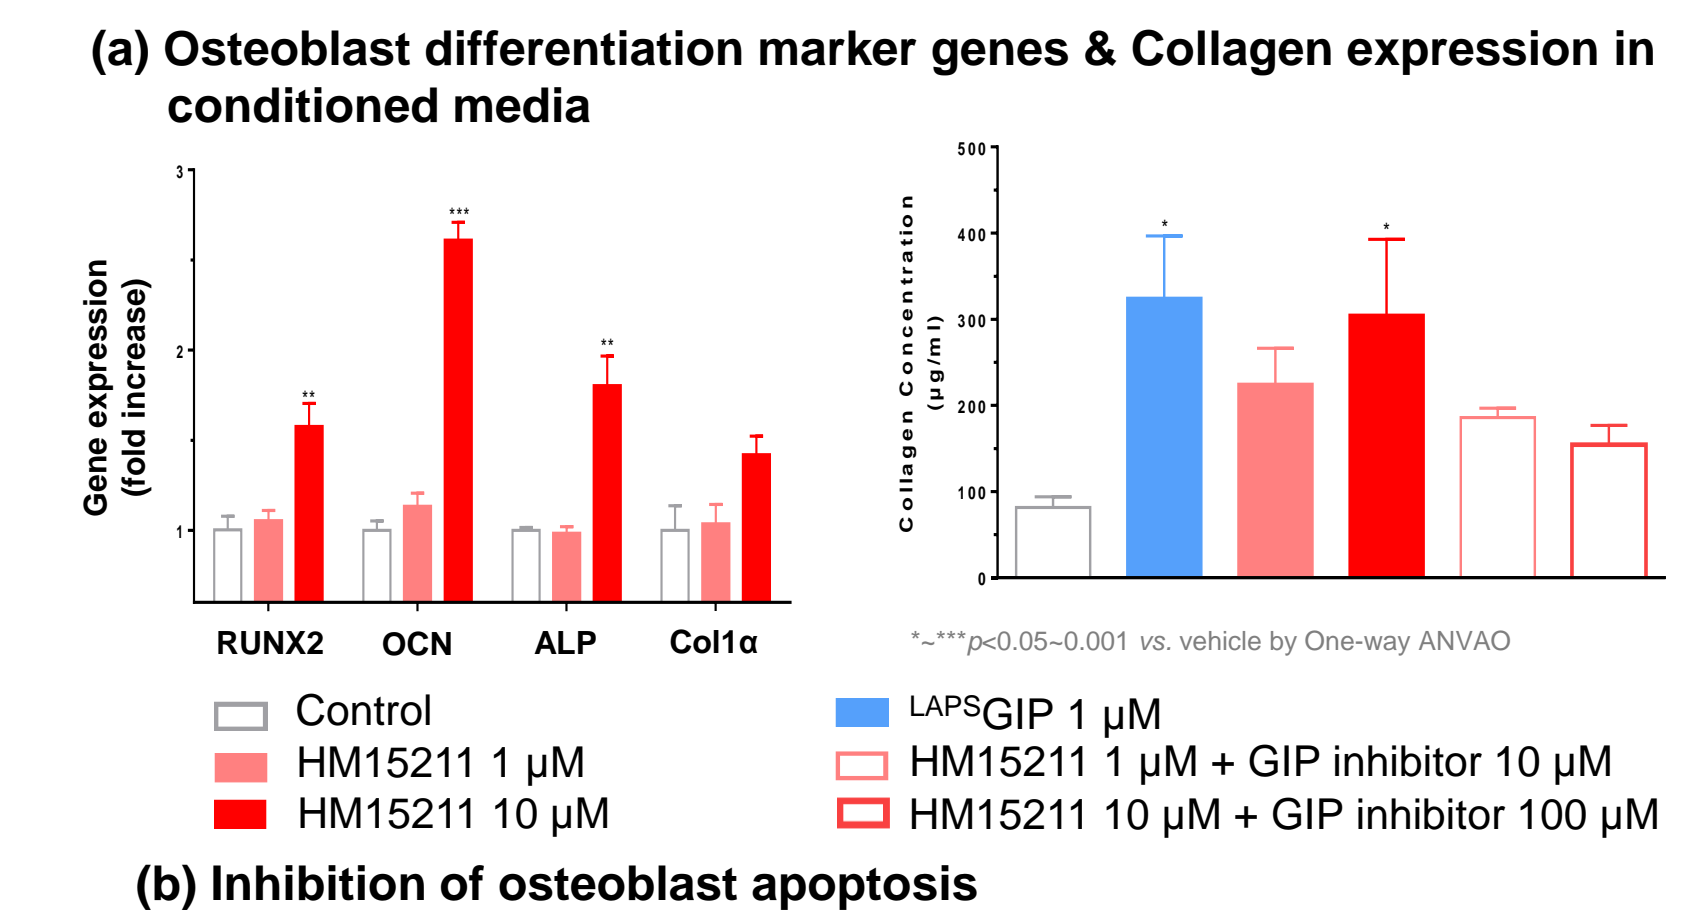 (a) Osteoblast differentiation marker genes & Collagen expression in
conditioned media
Gene expression
(fold increase)
3
2
1
**
***
**
RUNX2
OCN
ALP
Col1α
Collagen Concentration
(µg/ml)
500
400
300
200
100
0
*
*
*~***p<0.05~0.001 vs. vehicle by One-way ANVAO
Control
HM15211 1 µM
HM15211 10 µM
LAPSGIP 1 µM
HM15211 1 µM + GIP inhibitor 10 µM
HM15211 10 µM + GIP inhibitor 100 µM
(b) Inhibition of osteoblast apoptosis